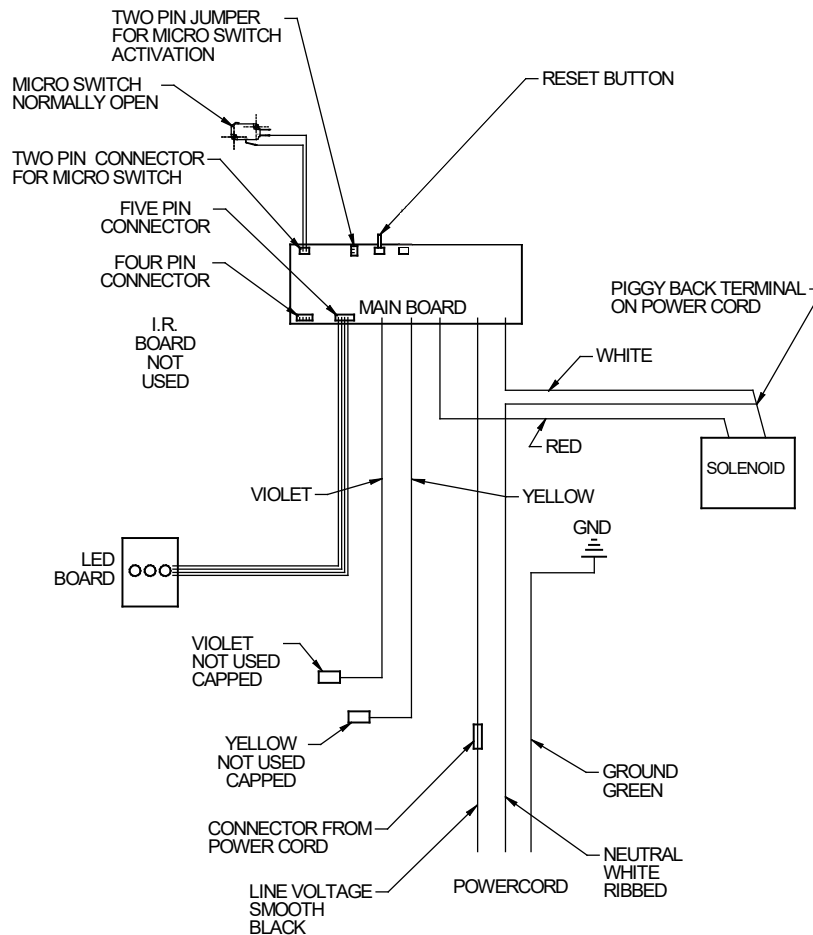 TWO PIN JUMPER
FOR MICRO SWITCH
ACTIVATION
RESET BUTTON
MICRO SWITCH
NORMALLY OPEN
TWO PIN CONNECTOR
FOR MICRO SWITCH
FIVE PIN
CONNECTOR
FOUR PIN
CONNECTOR
I.R.
BOARD
NOT
USED
MAIN BOARD
PIGGY BACK TERMINAL
ON POWER CORD
WHITE
RED
SOLENOID
VIOLET
YELLOW
GND
LED
BOARD
VIOLET
NOT USED
CAPPED
YELLOW
NOT USED
CAPPED
GROUND
GREEN
CONNECTOR FROM
POWER CORD
NEUTRAL
WHITE
RIBBED
LINE VOLTAGE
SMOOTH
BLACK
POWERCORD